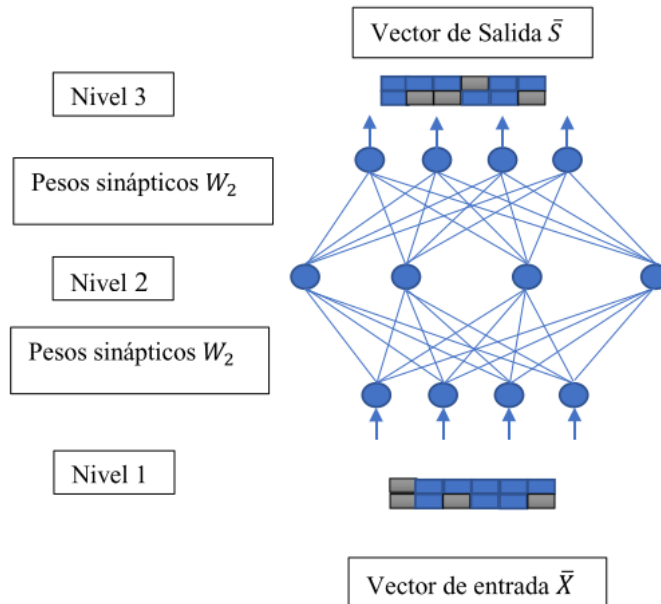 Vector de Salida S̄
Nivel 3
Pesos sinápticos W₂
Nivel 2
Pesos sinápticos W₂
Nivel 1
Vector de entrada X̄